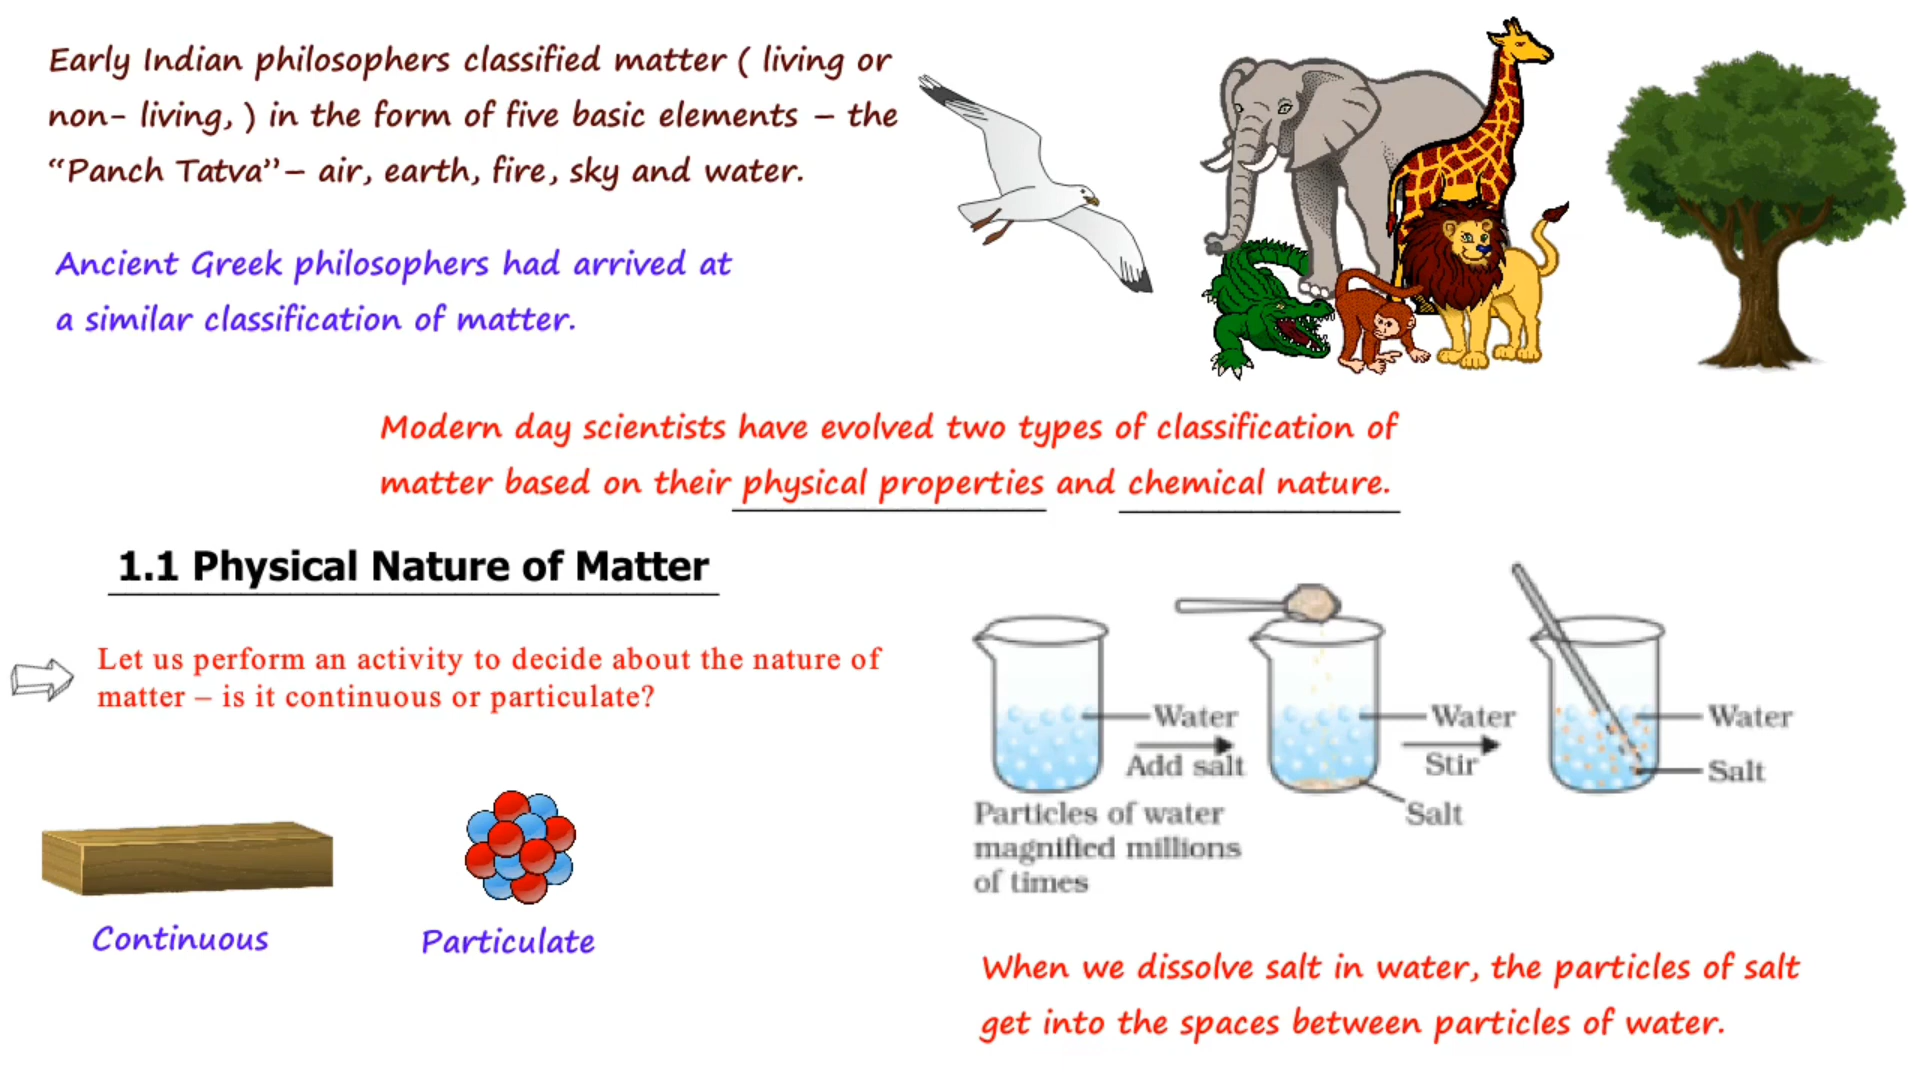 Early Indian philosophers classified matter ( living or
non- living, ) in the form of five basic elements – the
“Panch Tatva”– air, earth, fire, sky and water.
Ancient Greek philosophers had arrived at
a similar classification of matter.
Modern day scientists have evolved two types of classification of
matter based on their physical properties and chemical nature.
1.1 Physical Nature of Matter
Let us perform an activity to decide about the nature of
matter – is it continuous or particulate?
Continuous
Particulate
Water
Add salt
Water
Stir
Salt
Water
Salt
Particles of water
magnified millions
of times
When we dissolve salt in water, the particles of salt
get into the spaces between particles of water.